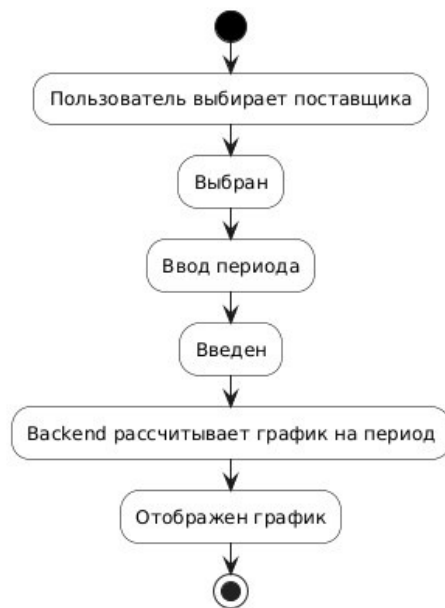 Пользователь выбирает поставщика
Выбран
Ввод периода
Введен
Backend рассчитывает график на период
Отображен график